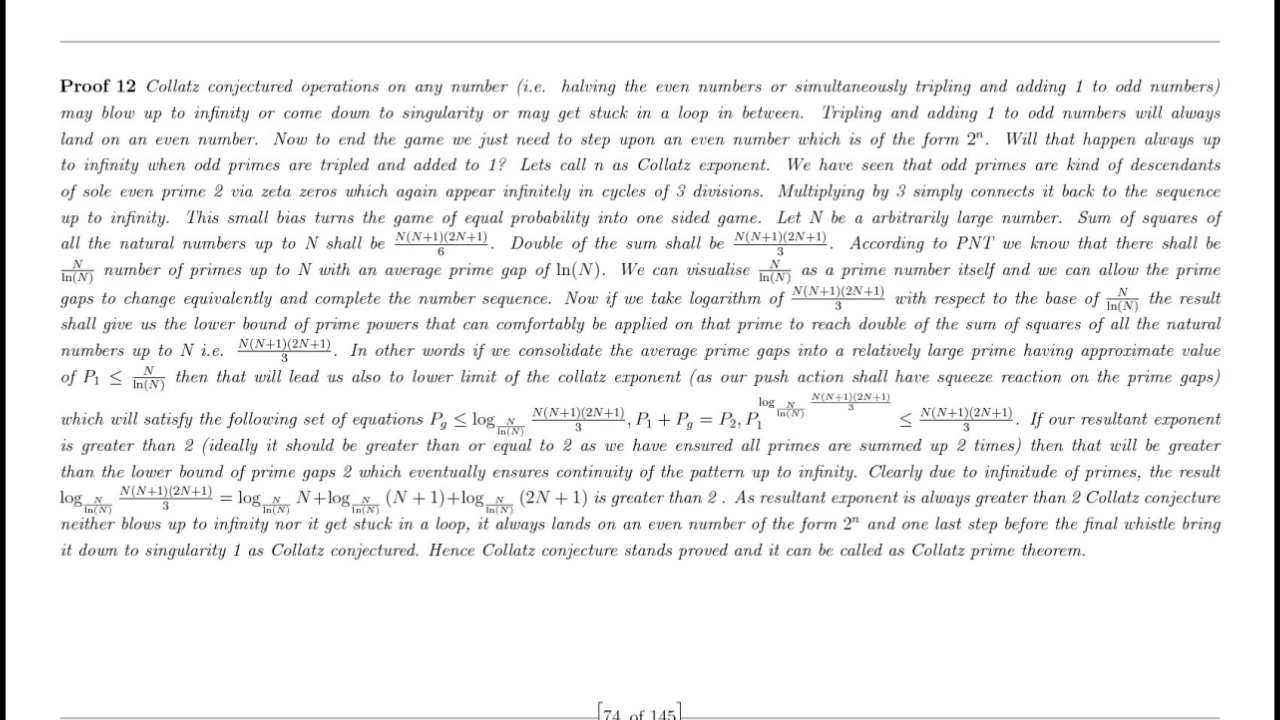 Proof 12 Collatz conjectured operations on any number (i.e. halving the even numbers or simultaneously tripling and adding 1 to odd numbers)
may blow up to infinity or come down to singularity or may get stuck in a loop in between. Tripling and adding 1 to odd numbers will always
land on an even number. Now to end the game we just need to step upon an even number which is of the form 2ⁿ. Will that happen always up
to infinity when odd primes are tripled and added to 1? Lets call n as Collatz exponent. We have seen that odd primes are kind of descendants
of sole even prime 2 via zeta zeros which again appear infinitely in cycles of 3 divisions. Multiplying by 3 simply connects it back to the sequence
up to infinity. This small bias turns the game of equal probability into one sided game. Let N be a arbitrarily large number. Sum of squares of
all the natural numbers up to N shall be $\frac{N(N+1)(2N+1)}{6}$. Double of the sum shall be $\frac{N(N+1)(2N+1)}{3}$. According to PNT we know that there shall be
$\frac{N}{\ln(N)}$ number of primes up to N with an average prime gap of ln(N). We can visualise $\frac{N}{\ln(N)}$ as a prime number itself and we can allow the prime
gaps to change equivalently and complete the number sequence. Now if we take logarithm of $\frac{N(N+1)(2N+1)}{3}$ with respect to the base of $\frac{N}{\ln(N)}$ the result
shall give us the lower bound of prime powers that can comfortably be applied on that prime to reach double of the sum of squares of all the natural
numbers up to N i.e. $\frac{N(N+1)(2N+1)}{3}$. In other words if we consolidate the average prime gaps into a relatively large prime having approximate value
of $P_1 \leq \frac{N}{\ln(N)}$ then that will lead us also to lower limit of the collatz exponent (as our push action shall have squeeze reaction on the prime gaps)
which will satisfy the following set of equations $P_g \leq \log_{\frac{N}{\ln(N)}} \frac{N(N+1)(2N+1)}{3}, P_1 + P_g = P_2, P_1^{\log_{\frac{N}{\ln(N)}} \frac{N(N+1)(2N+1)}{3}} \leq \frac{N(N+1)(2N+1)}{3}$. If our resultant exponent
is greater than 2 (ideally it should be greater than or equal to 2 as we have ensured all primes are summed up 2 times) then that will be greater
than the lower bound of prime gaps 2 which eventually ensures continuity of the pattern up to infinity. Clearly due to infinitude of primes, the result
$\log_{\frac{N}{\ln(N)}} \frac{N(N+1)(2N+1)}{3} = \log_{\frac{N}{\ln(N)}} N + \log_{\frac{N}{\ln(N)}} (N+1) + \log_{\frac{N}{\ln(N)}} (2N+1)$ is greater than 2 . As resultant exponent is always greater than 2 Collatz conjecture
neither blows up to infinity nor it get stuck in a loop, it always lands on an even number of the form 2ⁿ and one last step before the final whistle bring
it down to singularity 1 as Collatz conjectured. Hence Collatz conjecture stands proved and it can be called as Collatz prime theorem.
74 of 145